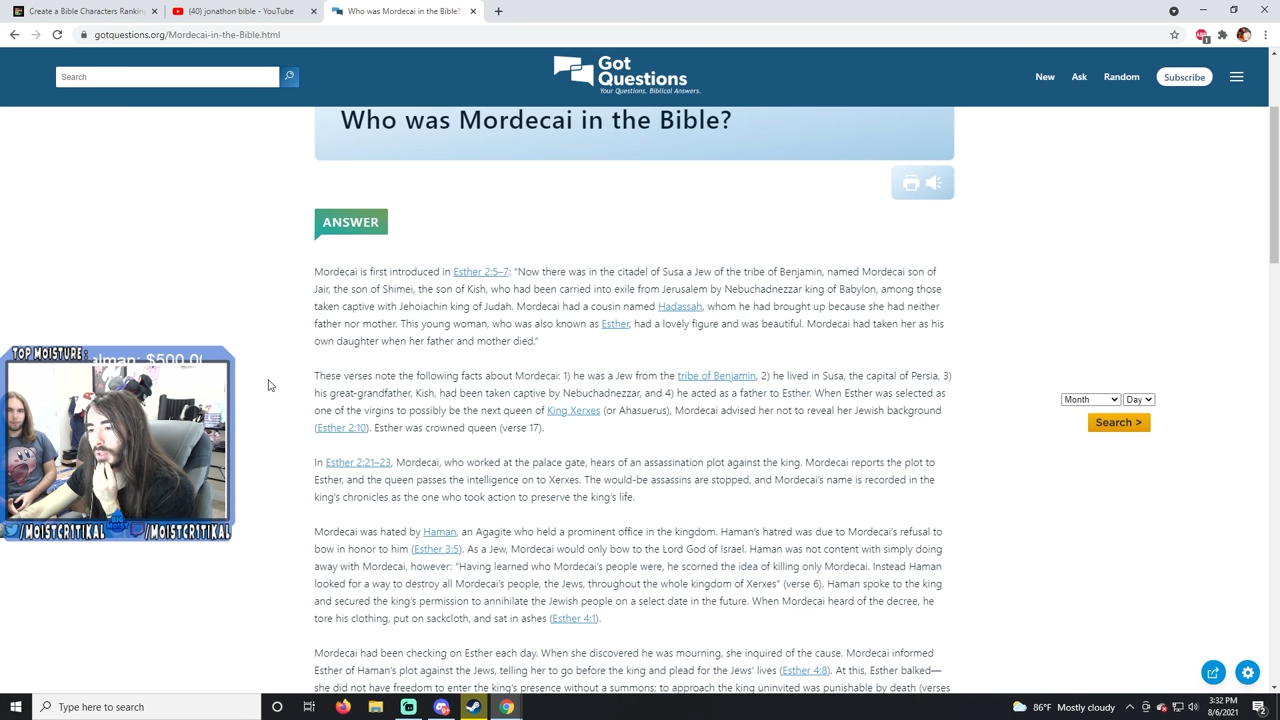 Create a Bible Characters Rankin
(40) jonathon bible - YouTube
Who was Mordecai in the Bible?
gotquestions.org/Mordecai-in-the-Bible.html
Search
Got
Questions
Your Questions. Biblical Answers.
New
Ask
Random
Subscribe
Who was Mordecai in the Bible?
ANSWER
Mordecai is first introduced in Esther 2:5–7: “Now there was in the citadel of Susa a Jew of the tribe of Benjamin, named Mordecai son of
Jair, the son of Shimei, the son of Kish, who had been carried into exile from Jerusalem by Nebuchadnezzar king of Babylon, among those
taken captive with Jehoiachin king of Judah. Mordecai had a cousin named Hadassah, whom he had brought up because she had neither
father nor mother. This young woman, who was also known as Esther, had a lovely figure and was beautiful. Mordecai had taken her as his
own daughter when her father and mother died.”
These verses note the following facts about Mordecai: 1) he was a Jew from the tribe of Benjamin, 2) he lived in Susa, the capital of Persia, 3)
his great-grandfather, Kish, had been taken captive by Nebuchadnezzar, and 4) he acted as a father to Esther. When Esther was selected as
one of the virgins to possibly be the next queen of King Xerxes (or Ahasuerus), Mordecai advised her not to reveal her Jewish background
(Esther 2:10). Esther was crowned queen (verse 17).
In Esther 2:21–23, Mordecai, who worked at the palace gate, hears of an assassination plot against the king. Mordecai reports the plot to
Esther, and the queen passes the intelligence on to Xerxes. The would-be assassins are stopped, and Mordecai’s name is recorded in the
king’s chronicles as the one who took action to preserve the king’s life.
Mordecai was hated by Haman, an Agagite who held a prominent office in the kingdom. Haman’s hatred was due to Mordecai’s refusal to
bow in honor to him (Esther 3:5). As a Jew, Mordecai would only bow to the Lord God of Israel. Haman was not content with simply doing
away with Mordecai, however: “Having learned who Mordecai’s people were, he scorned the idea of killing only Mordecai. Instead Haman
looked for a way to destroy all Mordecai’s people, the Jews, throughout the whole kingdom of Xerxes” (verse 6). Haman spoke to the king
and secured the king’s permission to annihilate the Jewish people on a select date in the future. When Mordecai heard of the decree, he
tore his clothing, put on sackcloth, and sat in ashes (Esther 4:1).
Mordecai had been checking on Esther each day. When she discovered he was mourning, she inquired of the cause. Mordecai informed
Esther of Haman’s plot against the Jews, telling her to go before the king and plead for the Jews’ lives (Esther 4:8). At this, Esther balked—
she did not have freedom to enter the king’s presence without a summons; to approach the king uninvited was punishable by death (verses
Month
Day
Search >
TOP MOISTURE:
alman: $500.0
/MOISTCRITIKAL
BIG
MOIST
/MOISTCRITIKAL
Type here to search
86°F Mostly cloudy
3:32 PM
8/6/2021
2